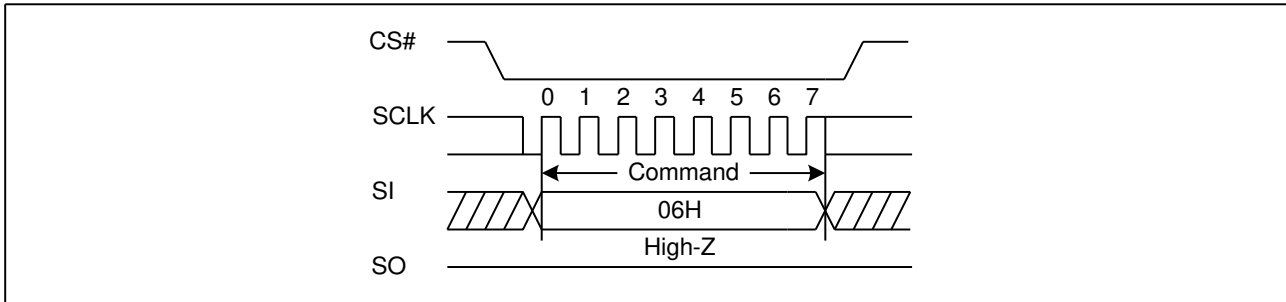 CS#
0 1 2 3 4 5 6 7
SCLK
Command
SI
06H
High-Z
SO